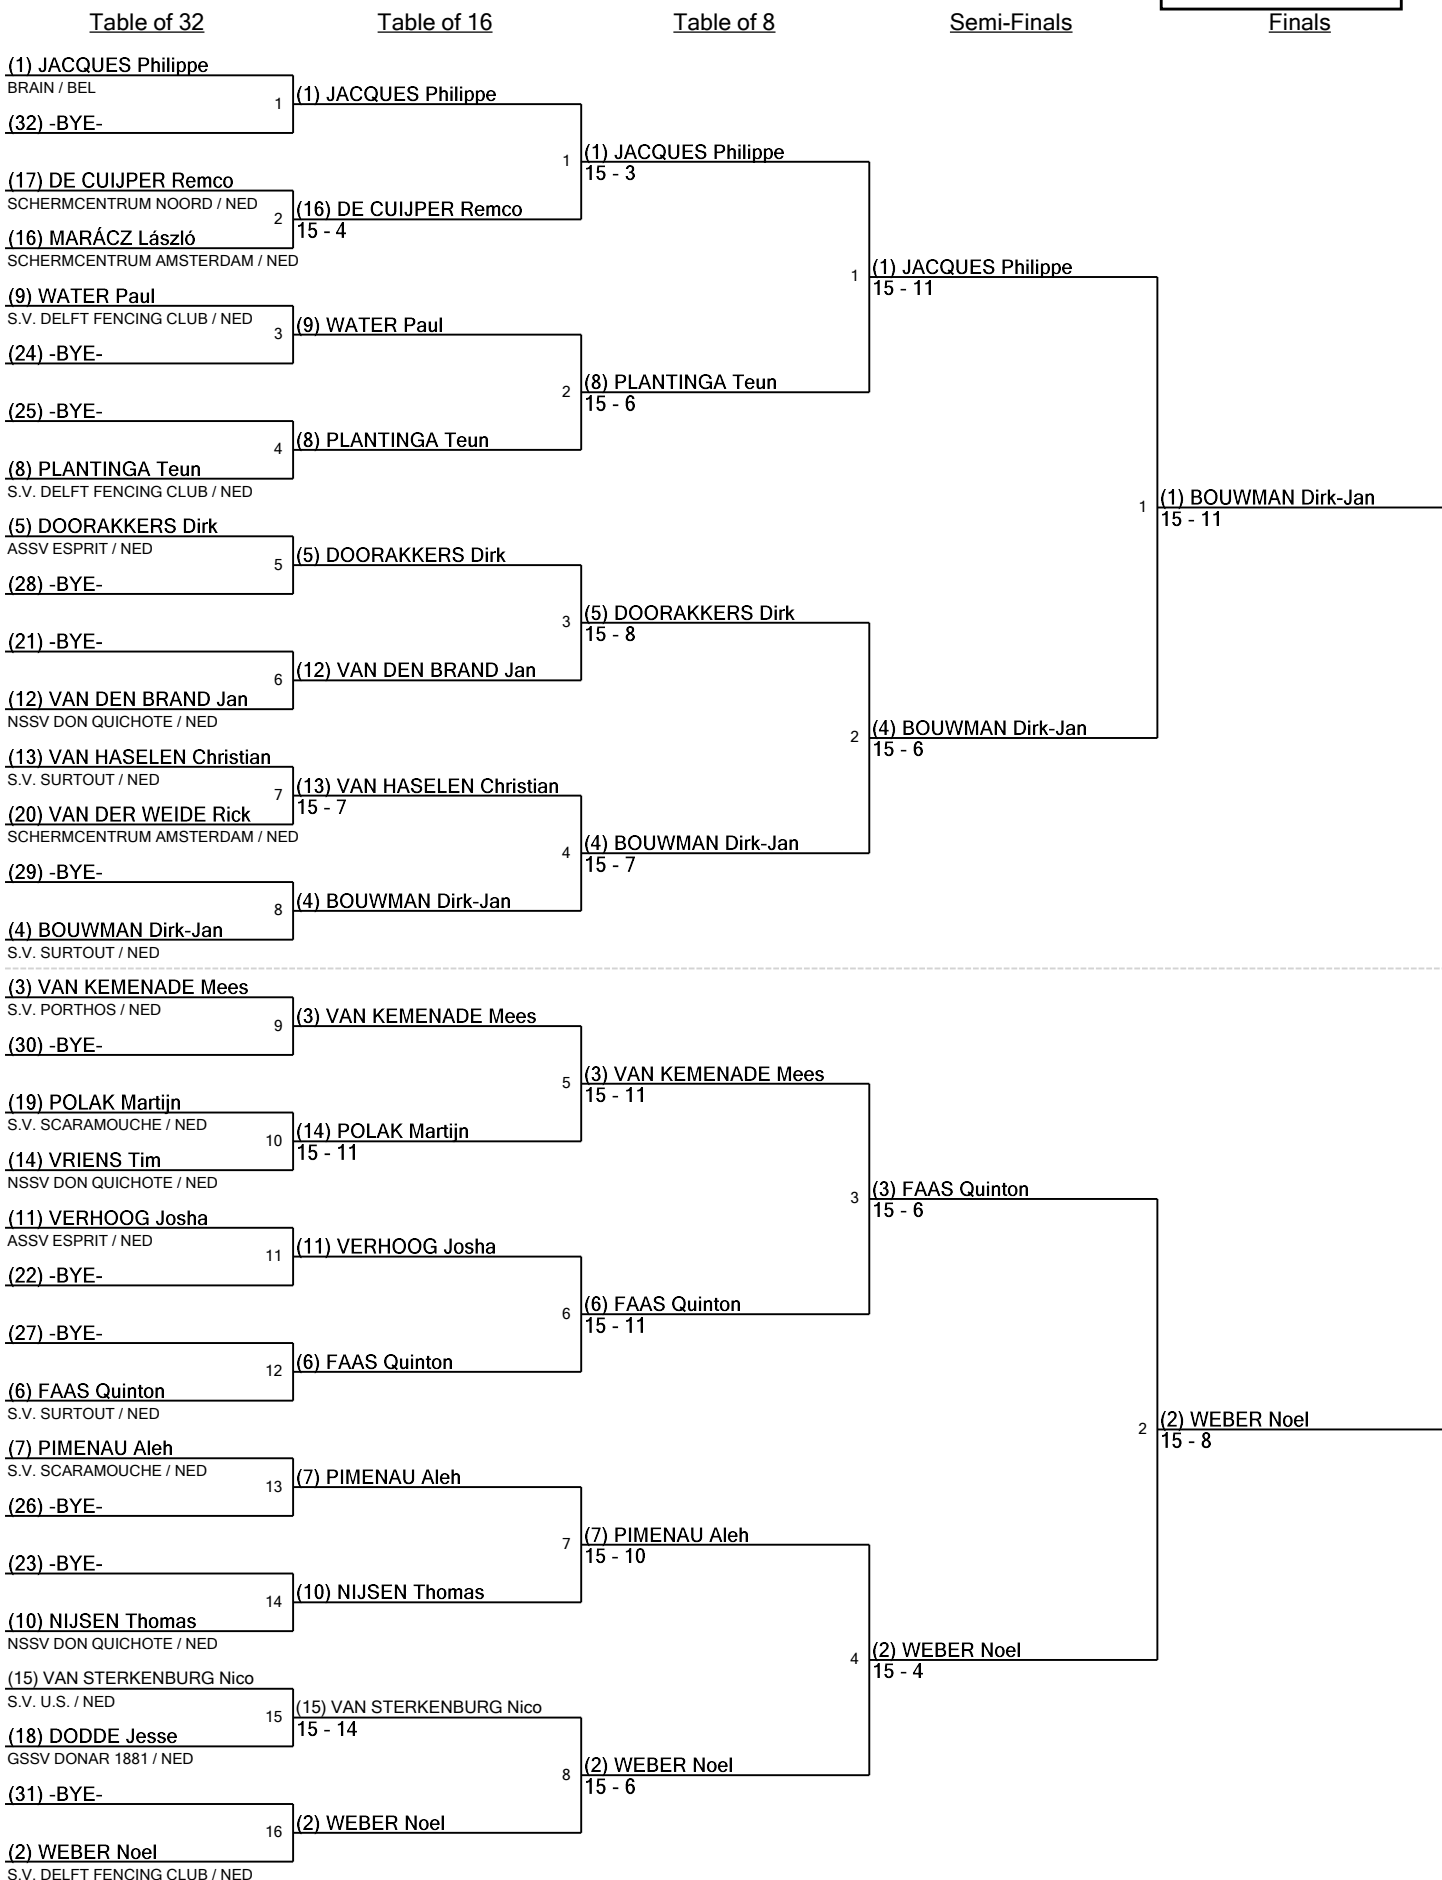 Table of 32 Table of 16 Table of 8 Semi-Finals Finals
(1) JACQUES Philippe
BRAIN / BEL
1
(32) -BYE-
(17) DE CUIJPER Remco
SCHERMCENTRUM NOORD / NED
2
(16) MARÁCZ László
SCHERMCENTRUM AMSTERDAM / NED
(9) WATER Paul
S.V. DELFT FENCING CLUB / NED
3
(24) -BYE-
(25) -BYE-
4
(8) PLANTINGA Teun
S.V. DELFT FENCING CLUB / NED
(5) DOORAKKERS Dirk
ASSV ESPRIT / NED
5
(28) -BYE-
(21) -BYE-
6
(12) VAN DEN BRAND Jan
NSSV DON QUICHOTE / NED
(13) VAN HASELEN Christian
S.V. SURTOUT / NED
7
(20) VAN DER WEIDE Rick
SCHERMCENTRUM AMSTERDAM / NED
(29) -BYE-
8
(4) BOUWMAN Dirk-Jan
S.V. SURTOUT / NED
(3) VAN KEMENADE Mees
S.V. PORTHOS / NED
9
(30) -BYE-
(19) POLAK Martijn
S.V. SCARAMOUCHE / NED
10
(14) VRIENS Tim
NSSV DON QUICHOTE / NED
(11) VERHOOG Josha
ASSV ESPRIT / NED
11
(22) -BYE-
(27) -BYE-
12
(6) FAAS Quinton
S.V. SURTOUT / NED
(7) PIMENAU Aleh
S.V. SCARAMOUCHE / NED
13
(26) -BYE-
(23) -BYE-
14
(10) NIJSEN Thomas
NSSV DON QUICHOTE / NED
(15) VAN STERKENBURG Nico
S.V. U.S. / NED
15
(18) DODDE Jesse
GSSV DONAR 1881 / NED
(31) -BYE-
16
(2) WEBER Noel
S.V. DELFT FENCING CLUB / NED
(1) JACQUES Philippe
1
(16) DE CUIJPER Remco
15 - 4
(9) WATER Paul
2
(8) PLANTINGA Teun
(5) DOORAKKERS Dirk
3
(12) VAN DEN BRAND Jan
(13) VAN HASELEN Christian
15 - 7
4
(4) BOUWMAN Dirk-Jan
(3) VAN KEMENADE Mees
5
(14) POLAK Martijn
15 - 11
(11) VERHOOG Josha
6
(6) FAAS Quinton
(7) PIMENAU Aleh
7
(10) NIJSEN Thomas
(15) VAN STERKENBURG Nico
15 - 14
8
(2) WEBER Noel
(1) JACQUES Philippe
15 - 3
1
(8) PLANTINGA Teun
15 - 6
(5) DOORAKKERS Dirk
15 - 8
2
(4) BOUWMAN Dirk-Jan
15 - 7
(3) VAN KEMENADE Mees
15 - 11
3
(6) FAAS Quinton
15 - 11
(7) PIMENAU Aleh
15 - 10
4
(2) WEBER Noel
15 - 6
(1) JACQUES Philippe
15 - 11
1
(4) BOUWMAN Dirk-Jan
15 - 6
(3) FAAS Quinton
15 - 6
2
(2) WEBER Noel
15 - 4
(1) BOUWMAN Dirk-Jan
15 - 11
(2) WEBER Noel
15 - 8